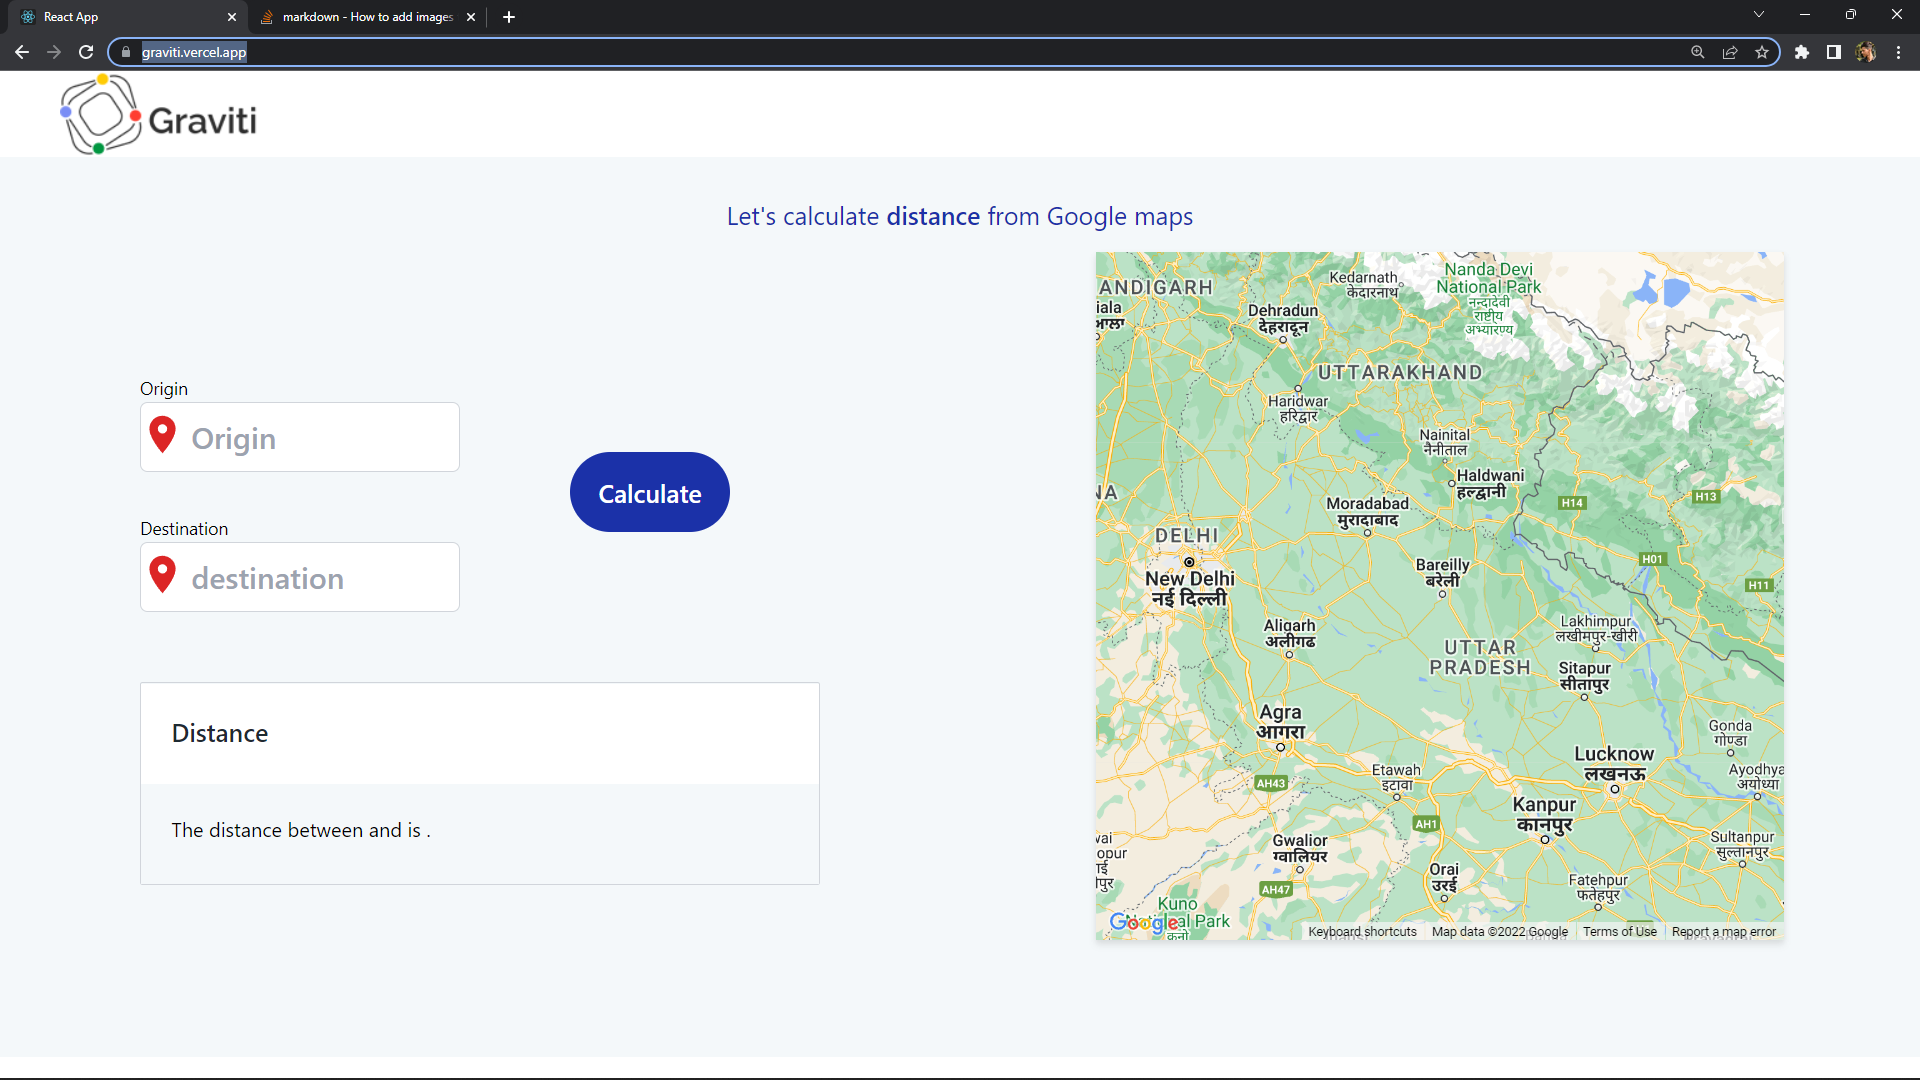 React App
markdown - How to add images
graviti.vercel.app
Graviti
Let's calculate distance from Google maps
Origin
Origin
Calculate
Destination
destination
Distance
The distance between and is .
ANDIGARH
Kedarnath
केदारनाथ
Nanda Devi
National Park
नन्दादेवी
राष्ट्रीय
अभ्यारण्य
iala
Dehradun
देहरादून
UTTARAKHAND
Haridwar
हरिद्वार
Nainital
नैनीताल
Haldwani
हल्द्वानी
NA
Moradabad
मुरादाबाद
H14
H13
DELHI
New Delhi
नई दिल्ली
Bareilly
बरेली
H01
H11
Aligarh
अलीगढ
Lakhimpur
लखीमपुर-खीरी
UTTAR
PRADESH
Sitapur
सीतापुर
Agra
आगरा
Gonda
गोण्डा
Lucknow
लखनऊ
Etawah
इटावा
Ayodhya
अयोध्या
AH43
Kanpur
कानपुर
AH1
Gwalior
ग्वालियर
Sultanpur
सुल्तानपुर
opur
Orai
उरई
Fatehpur
फतेहपुर
AH47
Kuno
National Park
Google
Keyboard shortcuts
Map data ©2022 Google
Terms of Use
Report a map error